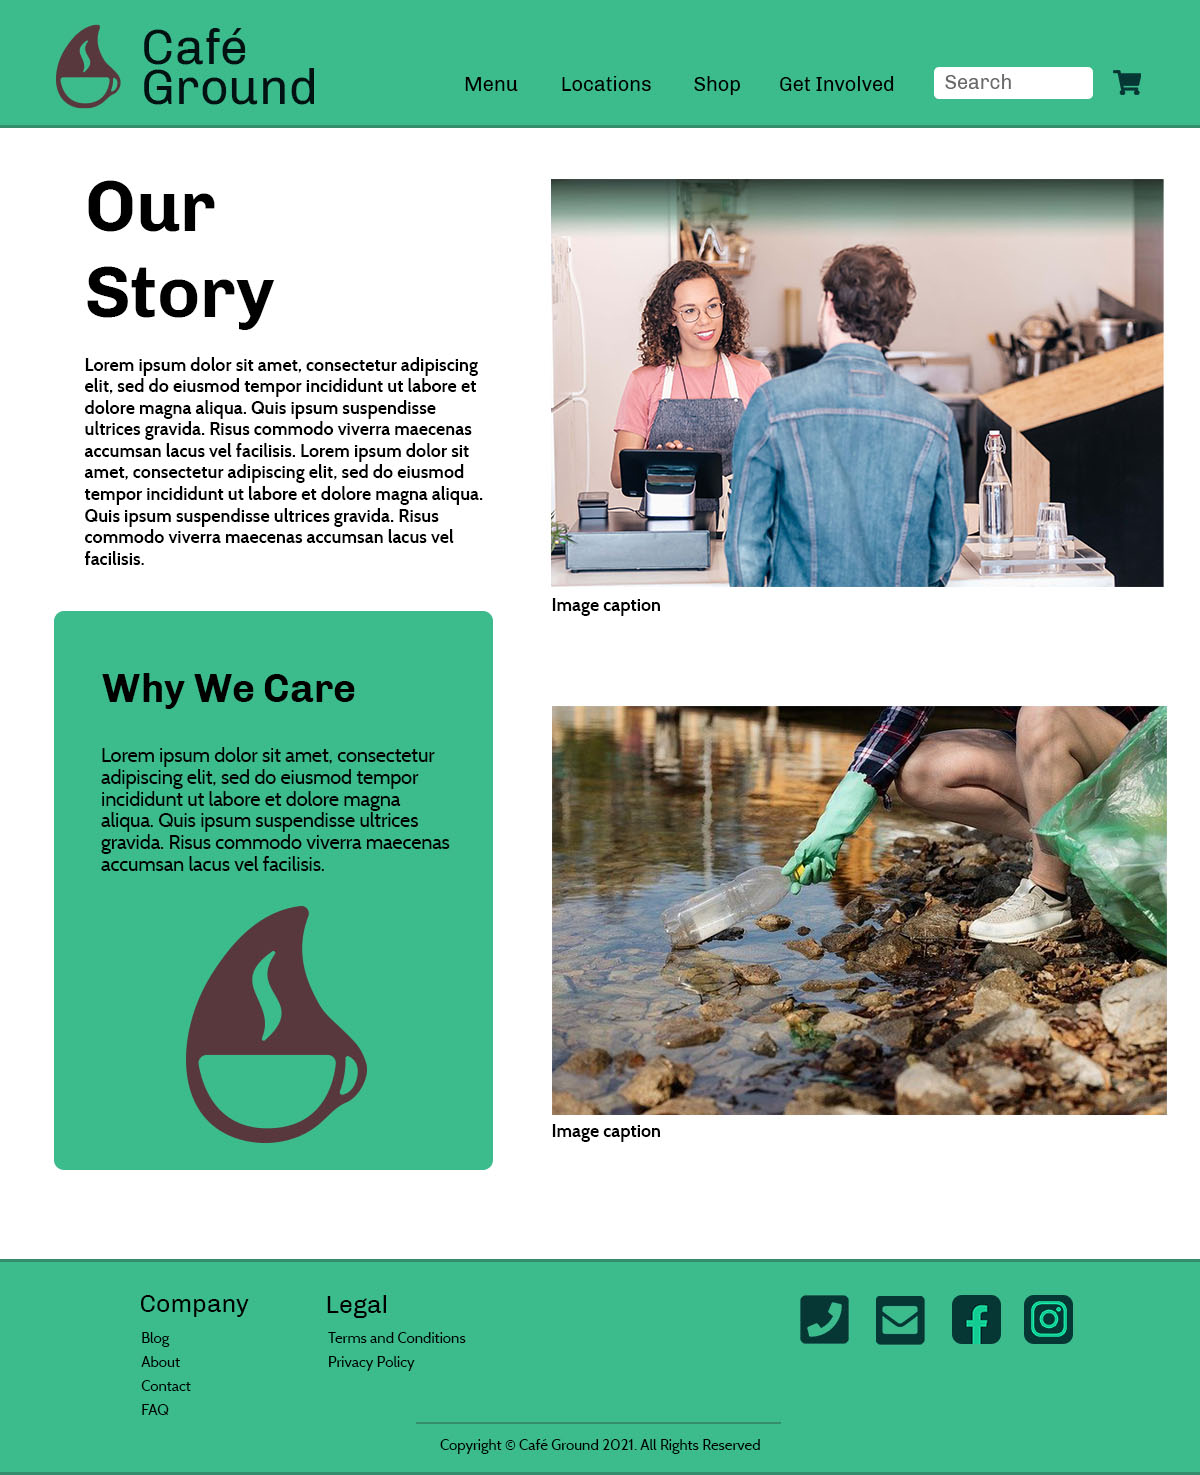 Café
Ground
Menu
Locations
Shop
Get Involved
Search
Our
Story
Lorem ipsum dolor sit amet, consectetur adipiscing
elit, sed do eiusmod tempor incididunt ut labore et
dolore magna aliqua. Quis ipsum suspendisse
ultrices gravida. Risus commodo viverra maecenas
accumsan lacus vel facilisis. Lorem ipsum dolor sit
amet, consectetur adipiscing elit, sed do eiusmod
tempor incididunt ut labore et dolore magna aliqua.
Quis ipsum suspendisse ultrices gravida. Risus
commodo viverra maecenas accumsan lacus vel
facilisis.
Image caption
Why We Care
Lorem ipsum dolor sit amet, consectetur
adipiscing elit, sed do eiusmod tempor
incididunt ut labore et dolore magna
aliqua. Quis ipsum suspendisse ultrices
gravida. Risus commodo viverra maecenas
accumsan lacus vel facilisis.
Image caption
Company
Blog
About
Contact
FAQ
Legal
Terms and Conditions
Privacy Policy
Copyright © Café Ground 2021. All Rights Reserved